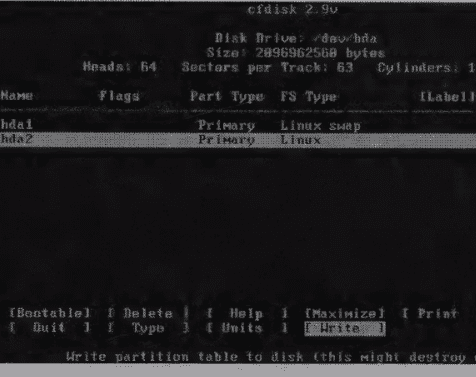 cfdisk 2.9v
Disk Drive: /dev/hda
Size: 2096962560 bytes
Heads: 64 Sectors per Track: 63 Cylinders: 1
Name Flags Part Type FS Type [Label]
hda1 Primary Linux swap
hda2 Primary Linux
[Bootable] [ Delete ] [ Help ] [Maximize] [ Print
[ Quit ] [ Type ] [ Units ] [ Write ]
Write partition table to disk (this might destroy